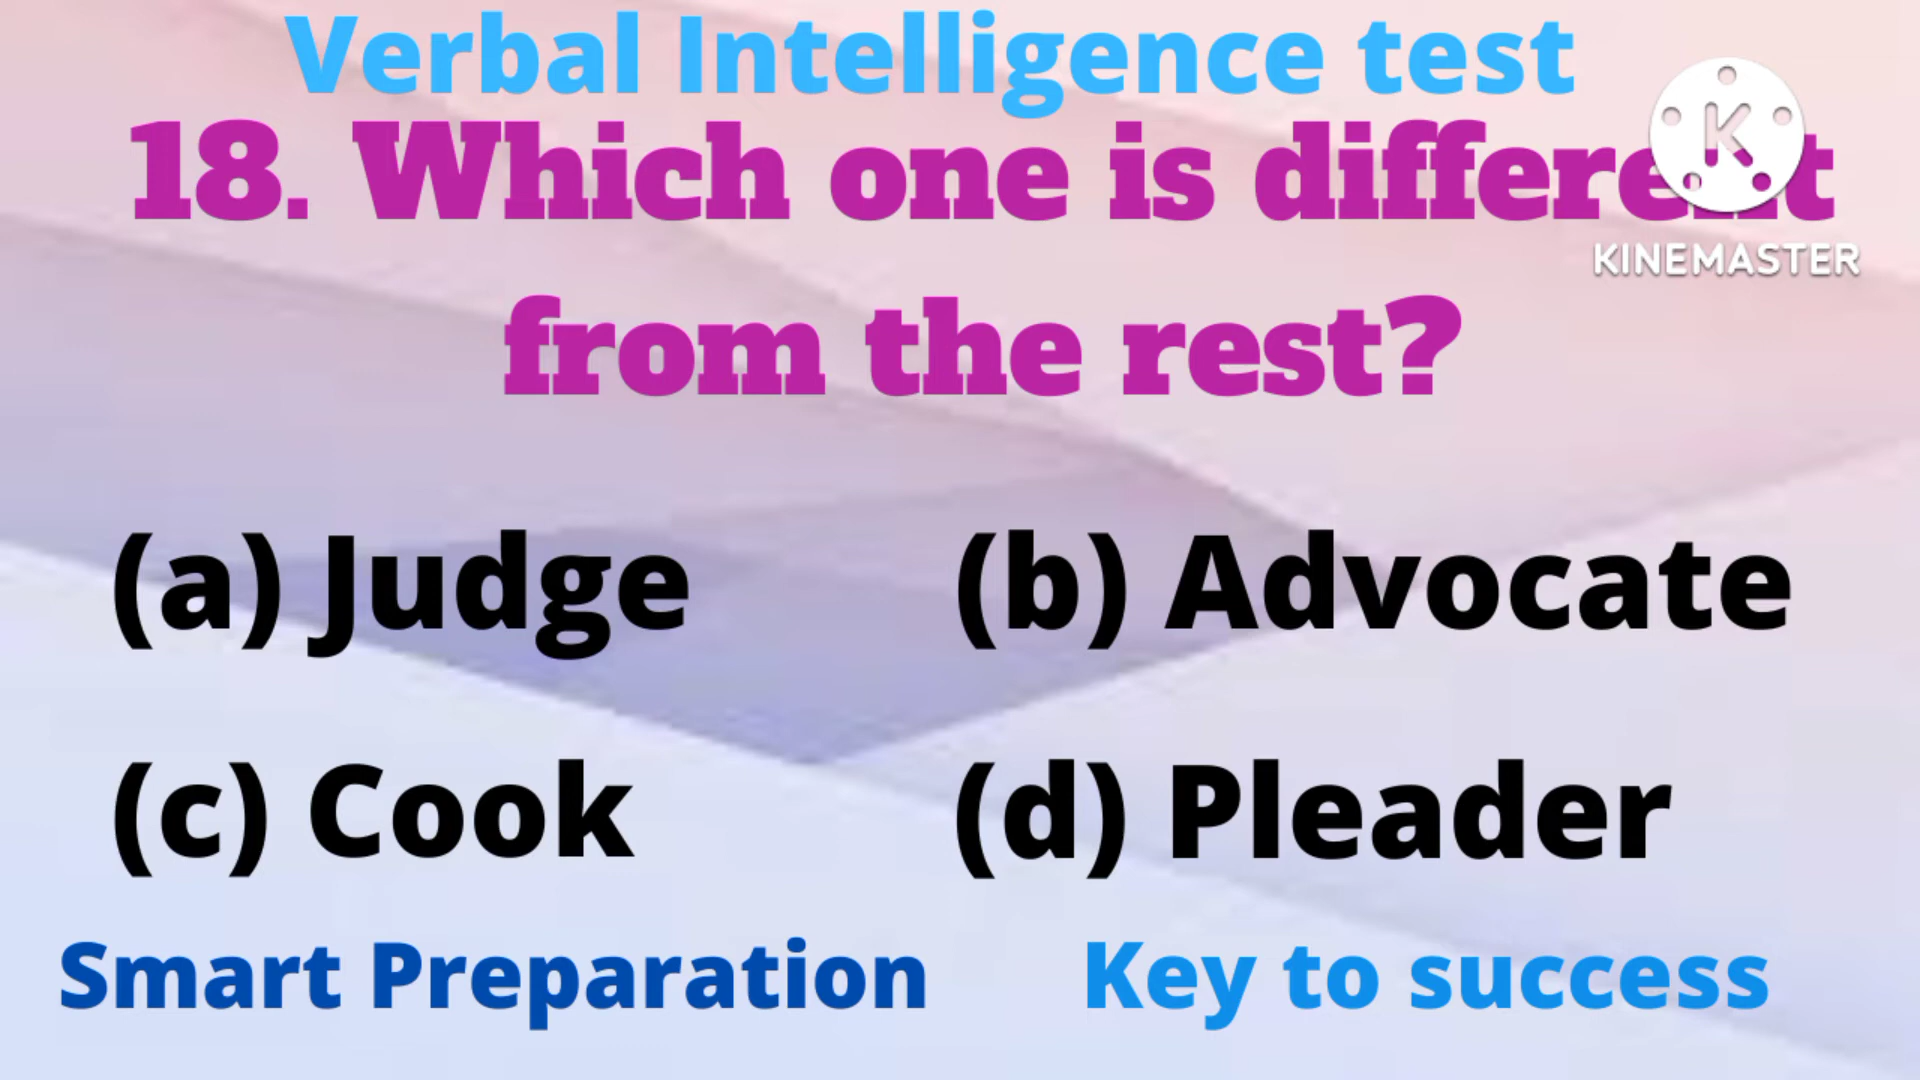 Verbal Intelligence test
18. Which one is different
KINEMASTER
from the rest?
(a) Judge (b) Advocate
(c) Cook (d) Pleader
Smart Preparation Key to success